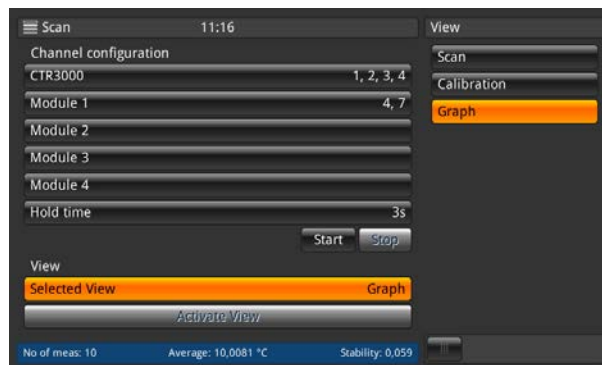 Scan 11:16
Channel configuration
CTR3000 1, 2, 3, 4
Module 1 4, 7
Module 2
Module 3
Module 4
Hold time 3s
Start Stop
View
Selected View Graph
Activate View
No of meas: 10 Average: 10,0081 °C Stability: 0,059
View
Scan
Calibration
Graph